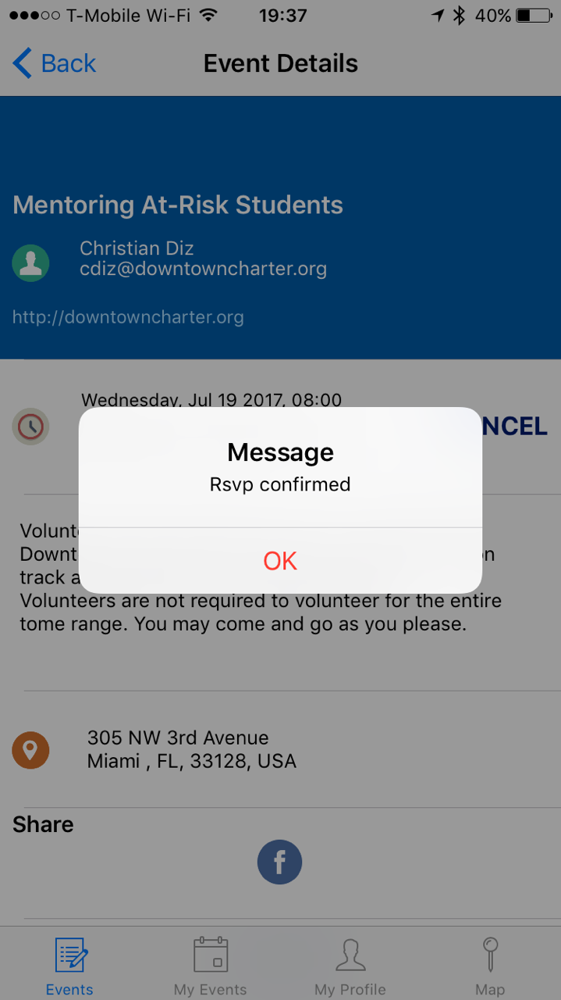 T-Mobile Wi-Fi 19:37 40%
Back Event Details
Mentoring At-Risk Students
Christian Diz
cdiz@downtowncharter.org
http://downtowncharter.org
Wednesday, Jul 19 2017, 08:00
NCEL
Message
Rsvp confirmed
OK
Volunt
Downt n
track a
Volunteers are not required to volunteer for the entire
tome range. You may come and go as you please.
305 NW 3rd Avenue
Miami , FL, 33128, USA
Share
f
Events My Events My Profile Map